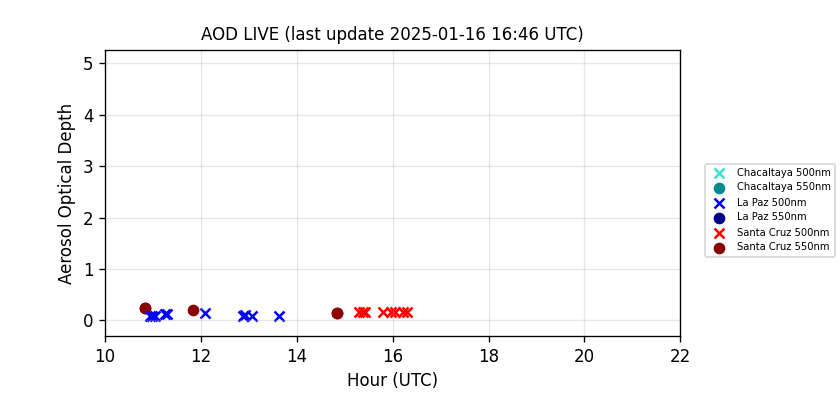 AOD LIVE (last update 2025-01-16 16:46 UTC)
5
4
3
2
1
0
Aerosol Optical Depth
10 12 14 16 18 20 22
Hour (UTC)
Chacaltaya 500nm
Chacaltaya 550nm
La Paz 500nm
La Paz 550nm
Santa Cruz 500nm
Santa Cruz 550nm